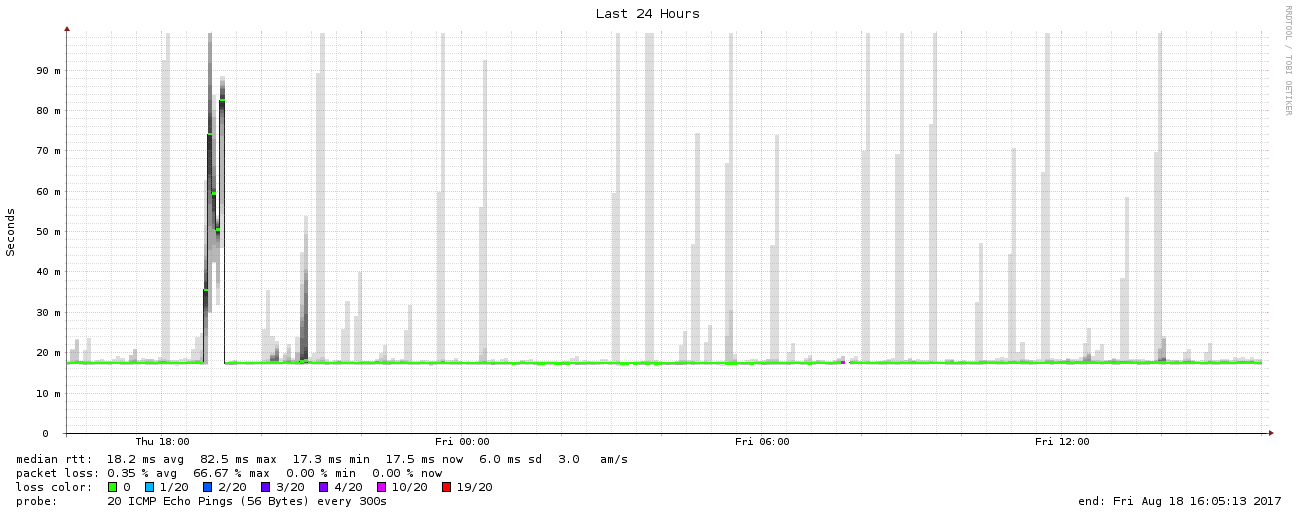 Last 24 Hours
RRDTOOL / TOBI OETIKER
Seconds
90 m
80 m
70 m
60 m
50 m
40 m
30 m
20 m
10 m
0
Thu 18:00 Fri 00:00 Fri 06:00 Fri 12:00
median rtt: 18.2 ms avg 82.5 ms max 17.3 ms min 17.5 ms now 6.0 ms sd 3.0 am/s
packet loss: 0.35 % avg 66.67 % max 0.00 % min 0.00 % now
loss color: 0 1/20 2/20 3/20 4/20 10/20 19/20
probe: 20 ICMP Echo Pings (56 Bytes) every 300s end: Fri Aug 18 16:05:13 2017